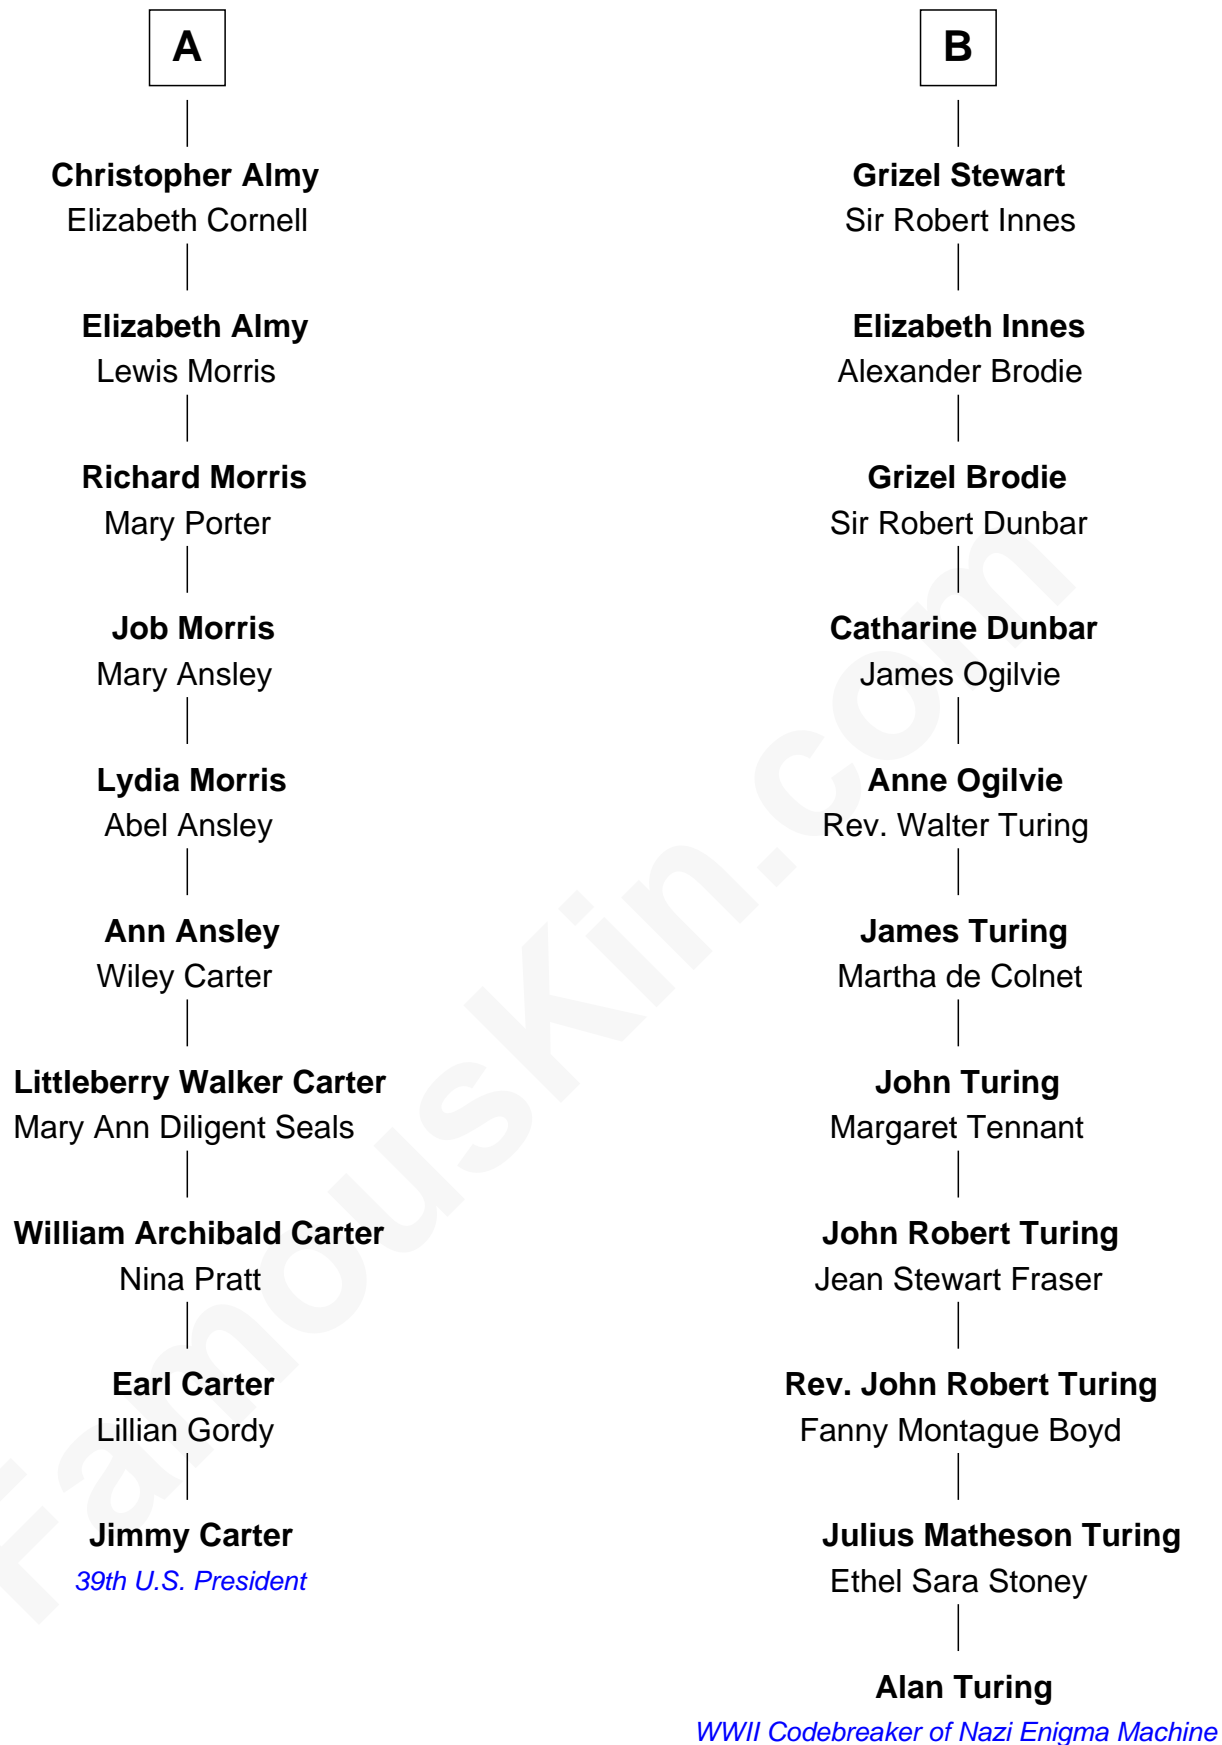 A
Christopher Almy
Elizabeth Cornell
Elizabeth Almy
Lewis Morris
Richard Morris
Mary Porter
Job Morris
Mary Ansley
Lydia Morris
Abel Ansley
Ann Ansley
Wiley Carter
Littleberry Walker Carter
Mary Ann Diligent Seals
William Archibald Carter
Nina Pratt
Earl Carter
Lillian Gordy
Jimmy Carter
39th U.S. President
B
Grizel Stewart
Sir Robert Innes
Elizabeth Innes
Alexander Brodie
Grizel Brodie
Sir Robert Dunbar
Catharine Dunbar
James Ogilvie
Anne Ogilvie
Rev. Walter Turing
James Turing
Martha de Colnet
John Turing
Margaret Tennant
John Robert Turing
Jean Stewart Fraser
Rev. John Robert Turing
Fanny Montague Boyd
Julius Matheson Turing
Ethel Sara Stoney
Alan Turing
WWII Codebreaker of Nazi Enigma Machine
FamousKin.com